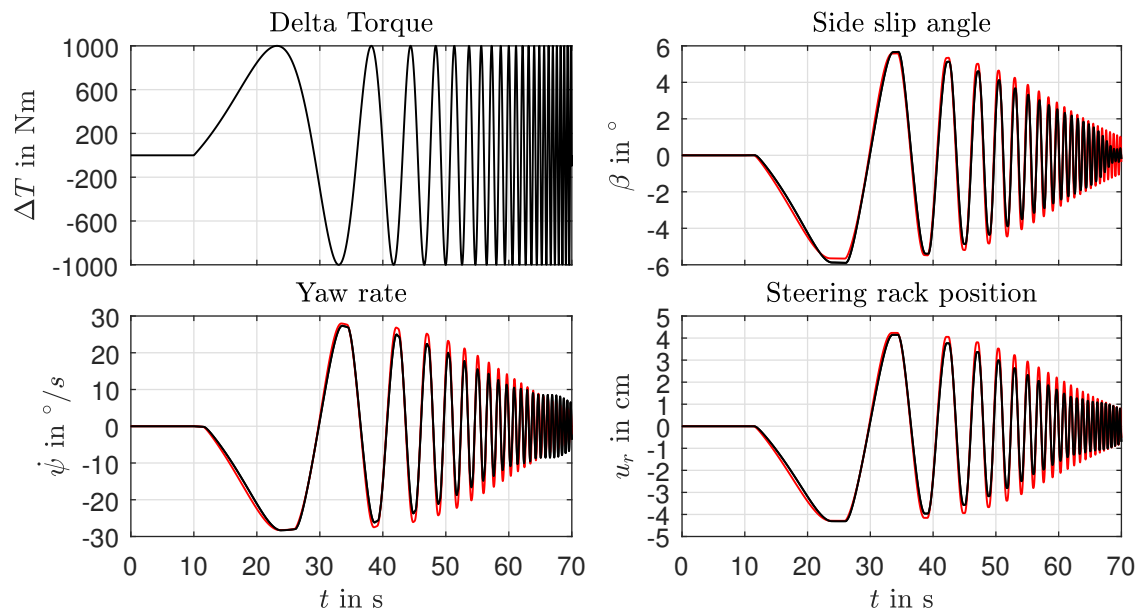 Delta Torque
1000
600
200
-200
-600
-1000
ΔT in Nm
Side slip angle
6
4
2
0
-2
-4
-6
β in °
Yaw rate
30
20
10
0
-10
-20
-30
ψ̇ in °/s
0 10 20 30 40 50 60 70
t in s
Steering rack position
5
4
3
2
1
0
-1
-2
-3
-4
-5
u_r in cm
0 10 20 30 40 50 60 70
t in s